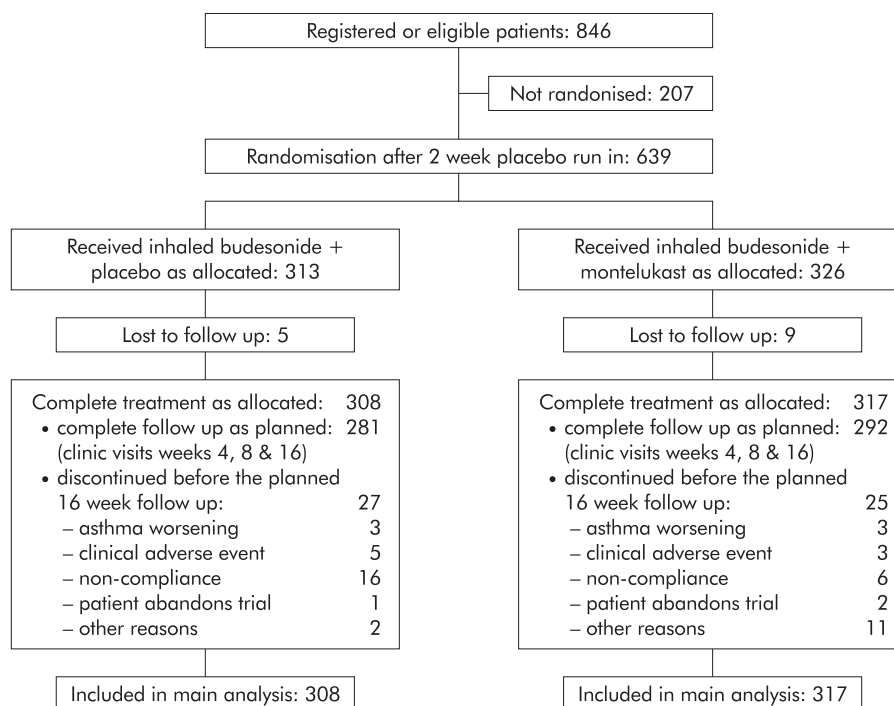 Registered or eligible patients: 846
Not randonised: 207
Randomisation after 2 week placebo run in: 639
Received inhaled budesonide +
placebo as allocated: 313
Received inhaled budesonide +
montelukast as allocated: 326
Lost to follow up: 5
Lost to follow up: 9
Complete treatment as allocated: 308
• complete follow up as planned: 281
(clinic visits weeks 4, 8 & 16)
• discontinued before the planned
16 week follow up: 27
– asthma worsening 3
– clinical adverse event 5
– non-compliance 16
– patient abandons trial 1
– other reasons 2
Complete treatment as allocated: 317
• complete follow up as planned: 292
(clinic visits weeks 4, 8 & 16)
• discontinued before the planned
16 week follow up: 25
– asthma worsening 3
– clinical adverse event 3
– non-compliance 6
– patient abandons trial 2
– other reasons 11
Included in main analysis: 308
Included in main analysis: 317